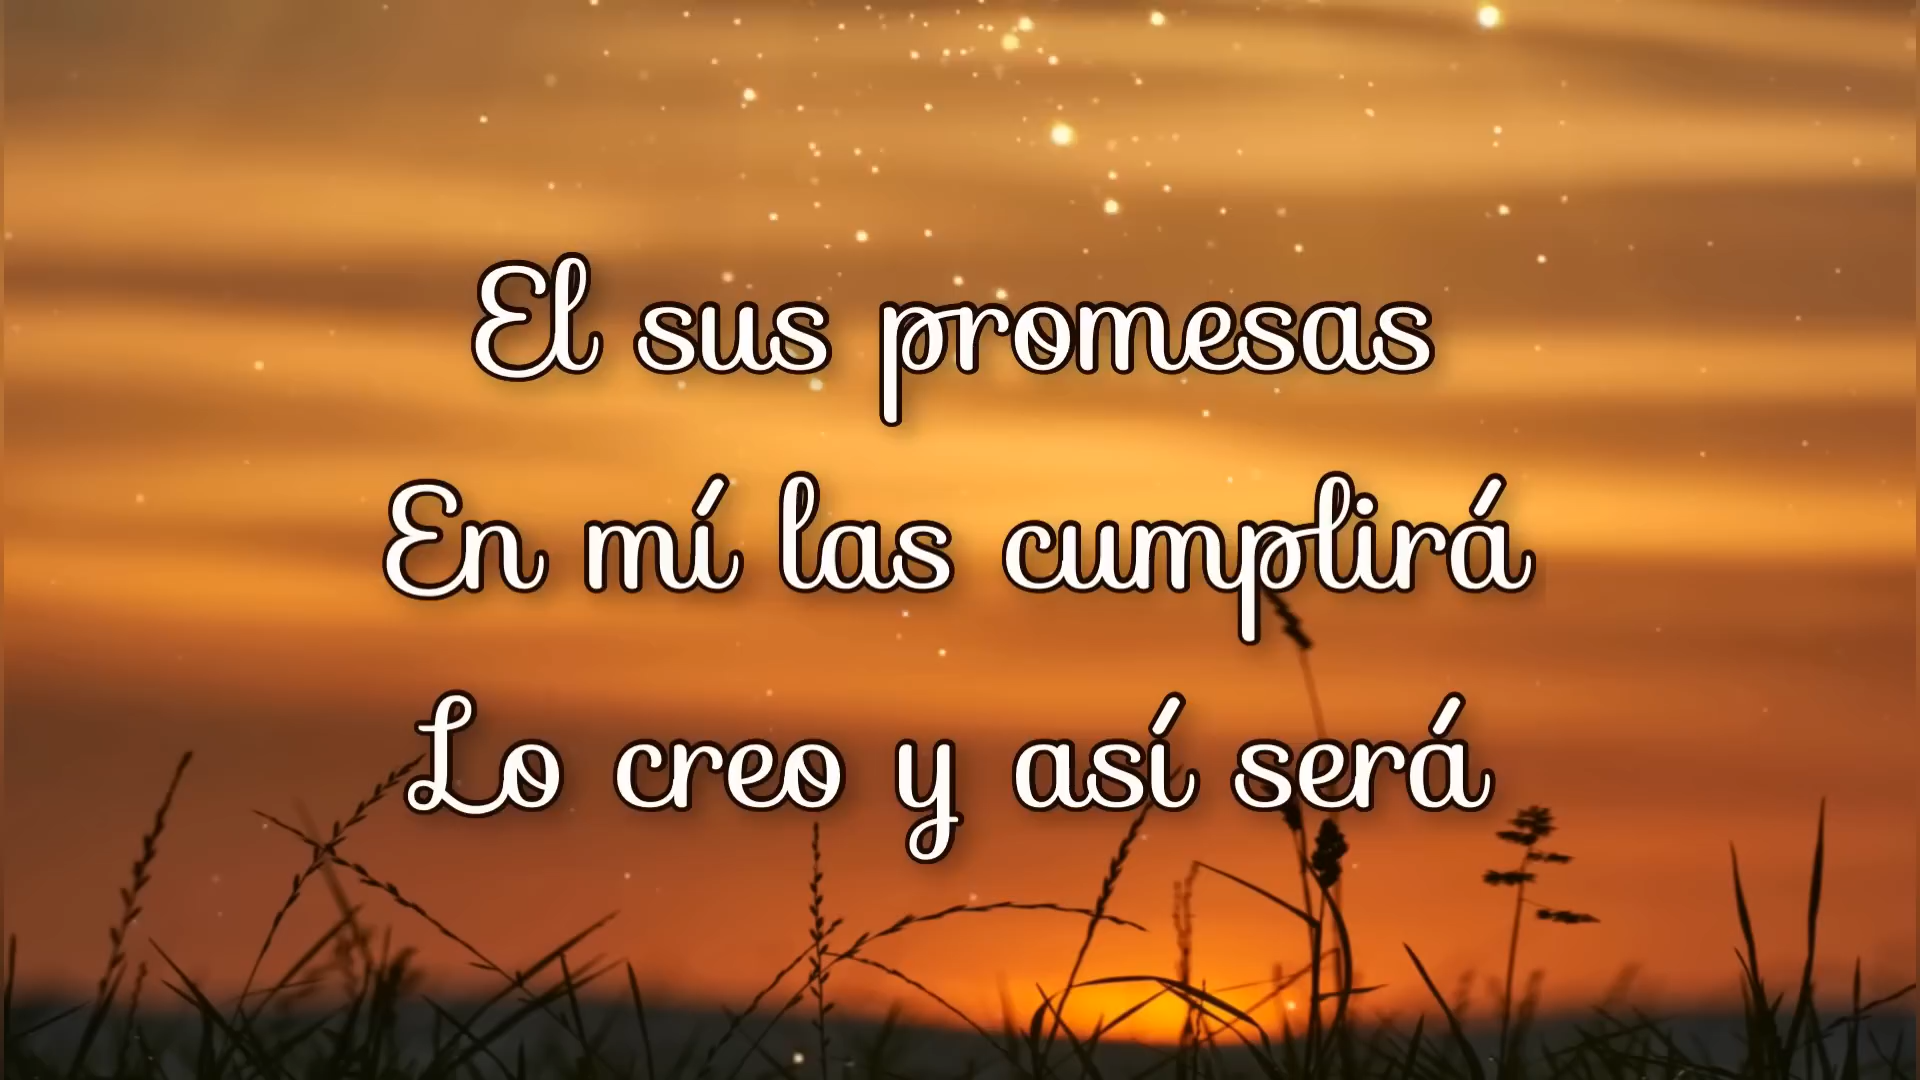 El sus promesas
En mí las cumplirá
Lo creo y así será